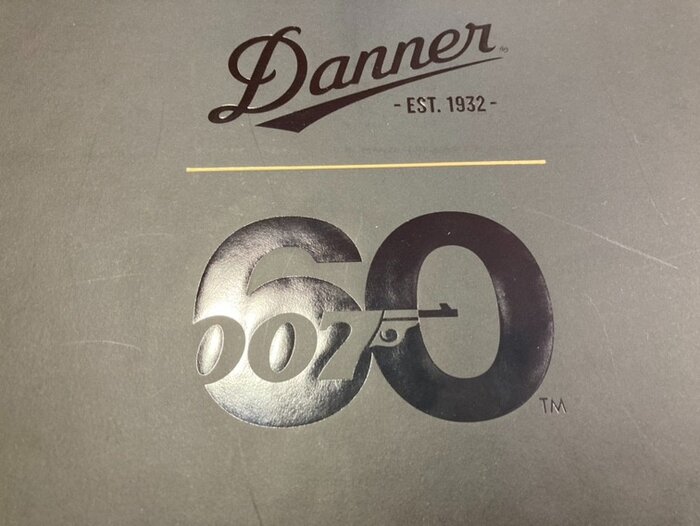 Danner
- EST. 1932 -
60
007
TM